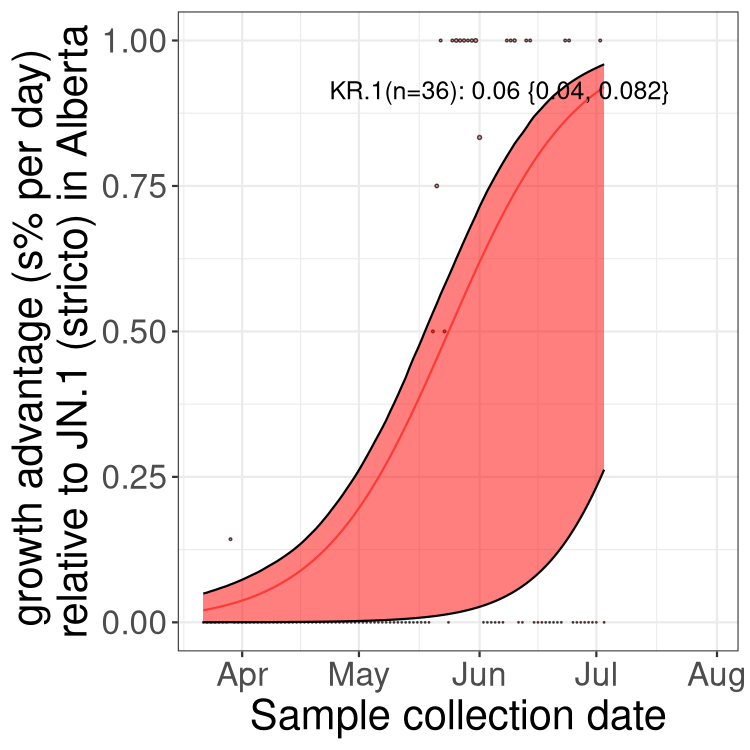 growth advantage (s% per day)
relative to JN.1 (stricto) in Alberta
1.00
0.75
0.50
0.25
0.00
KR.1(n=36): 0.06 {0.04, 0.082}
Apr May Jun Jul Aug
Sample collection date